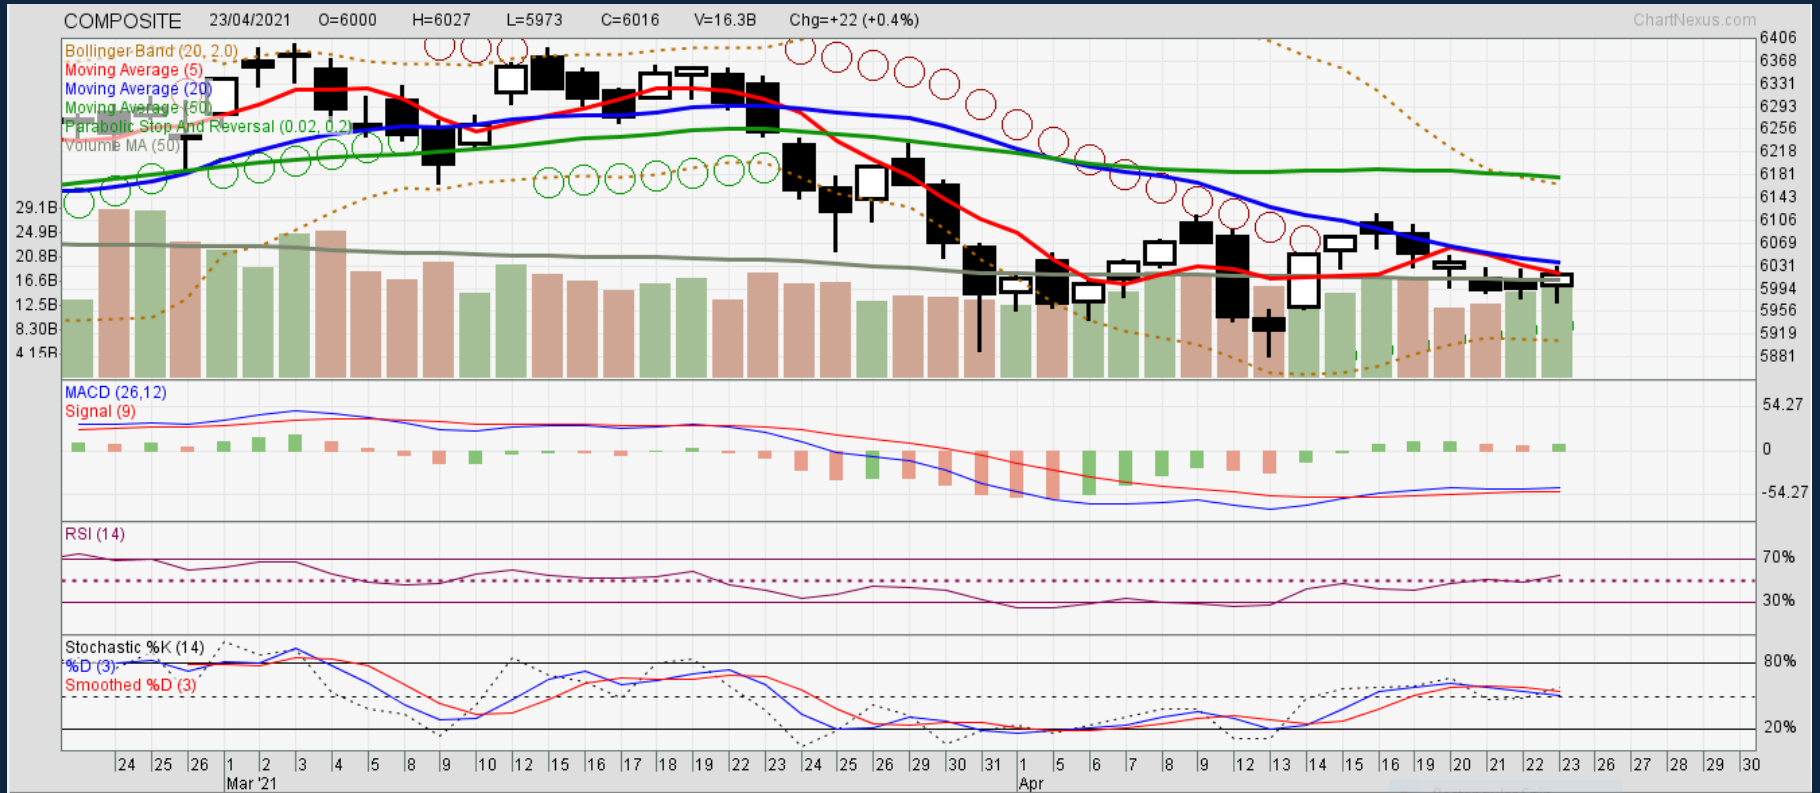 COMPOSITE 23/04/2021 O=6000 H=6027 L=5973 C=6016 V=16.3B Chg=+22 (+0.4%) ChartNexus.com
Bollinger Band (20, 2.0)
Moving Average (5)
Moving Average (20)
Moving Average (50)
Parabolic Stop And Reversal (0.02, 0.2)
Volume MA (50)
6406
6368
6331
6293
6256
6218
6181
6143
6106
6069
6031
5994
5956
5919
5881
29.1B
24.9B
20.8B
16.6B
12.5B
8.30B
4.15B
MACD (26,12)
Signal (9)
54.27
0
-54.27
RSI (14)
70%
30%
Stochastic %K (14)
%D (3)
Smoothed %D (3)
80%
20%
24 25 26 1 2 3 4 5 8 9 10 12 15 16 17 18 19 22 23 24 25 26 29 30 31 1 5 6 7 8 9 12 13 14 15 16 19 20 21 22 23 26 27 28 29 30
Mar '21 Apr